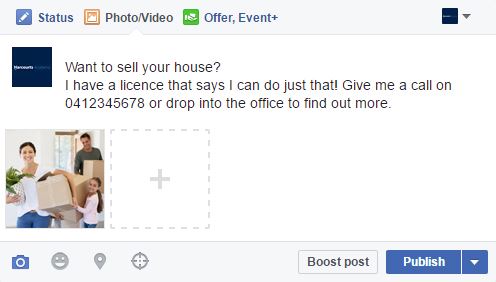 Status Photo/Video Offer, Event+
Harcourts
Want to sell your house?
I have a licence that says I can do just that! Give me a call on
0412345678 or drop into the office to find out more.
Boost post Publish